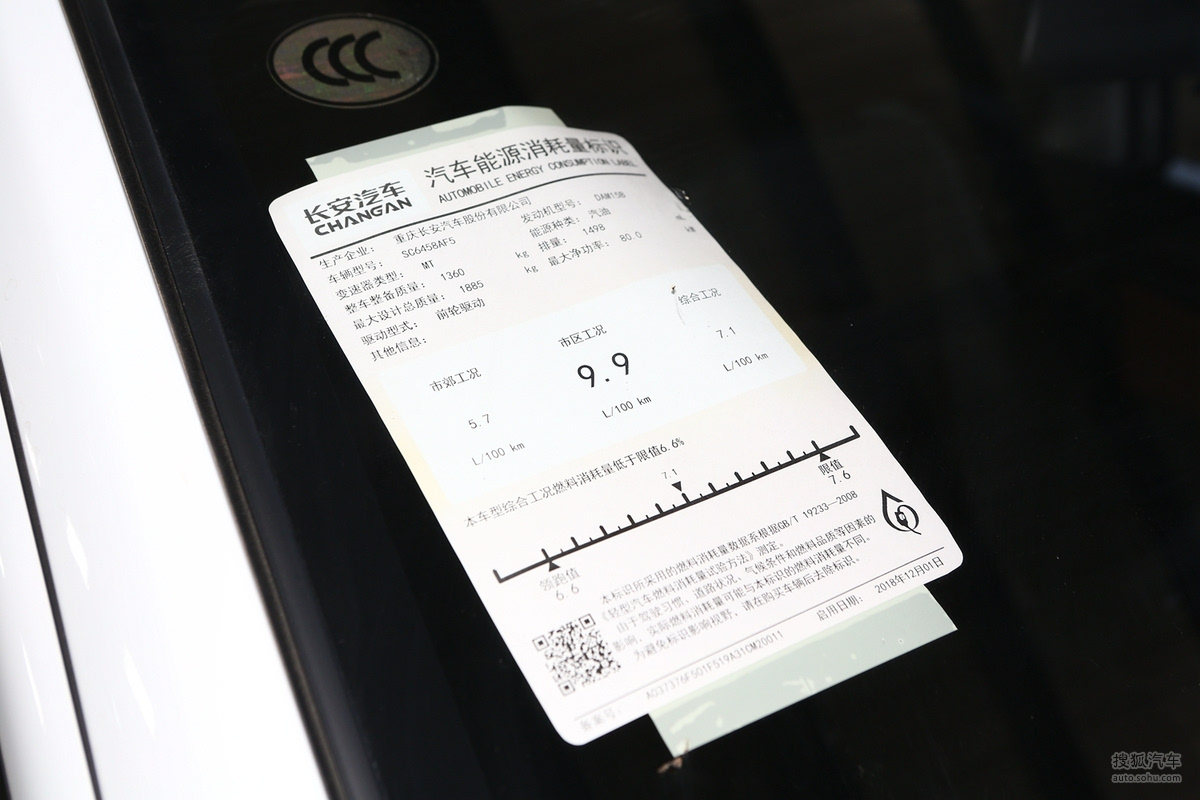 CCC
长安汽车
CHANGAN
汽车能源消耗量标识
AUTOMOBILE ENERGY CONSUMPTION LABEL
生产企业： 重庆长安汽车股份有限公司
车辆型号： SC6458AF5 发动机型号： DAM15B
变速器类型： MT 能源种类： 汽油
整车整备质量： 1360 kg 排量： 1498 mL
最大设计总质量： 1885 kg 最大净功率： 80.0 kW
驱动型式： 前轮驱动
其他信息：
市郊工况 市区工况 综合工况
5.7 9.9 7.1
L/100 km L/100 km L/100 km
本车型综合工况燃料消耗量低于限值6.6%
7.1
领跑值
6.6
限值
7.6
本标识所采用的燃料消耗量数据系根据GB/T 19233—2008
《轻型汽车燃料消耗量试验方法》测定。
由于驾驶习惯、道路状况、气候条件和燃料品质等因素的
影响，实际燃料消耗量可能与本标识的燃料消耗量不同。
为避免标识影响视野，请在购买车辆后去除标识。
备案号： A037376F501F519A31CM20011 启用日期： 2018年12月01日
搜狐汽车
auto.sohu.com